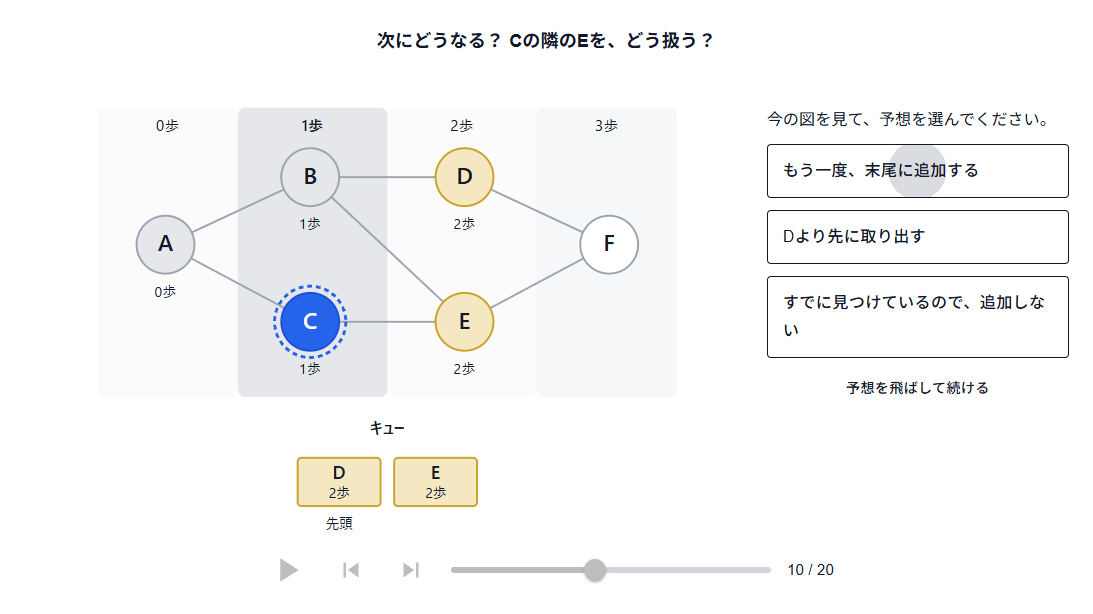 次にどうなる？ Cの隣のEを、どう扱う？
0歩
1歩
2歩
3歩
今の図を見て、予想を選んでください。
もう一度、末尾に追加する
Dより先に取り出す
すでに見つけているので、追加しな
い
予想を飛ばして続ける
B
1歩
D
2歩
A
0歩
F
C
1歩
E
2歩
キュー
D
2歩
E
2歩
先頭
10 / 20